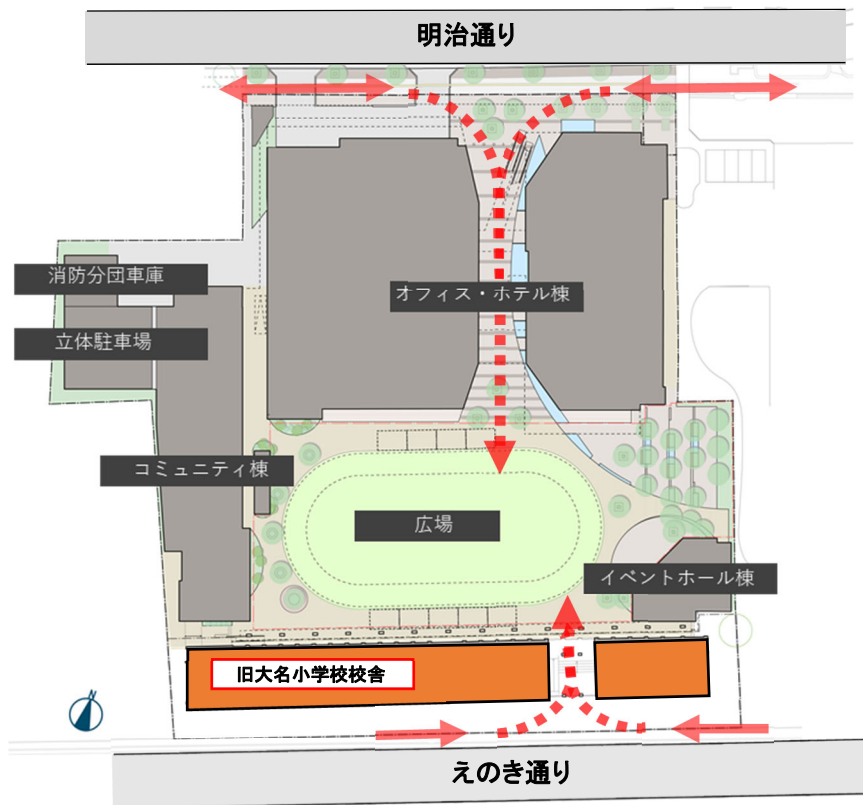 明治通り
消防分団車庫
オフィス・ホテル棟
立体駐車場
コミュニティ棟
広場
イベントホール棟
旧大名小学校校舎
N
えのき通り